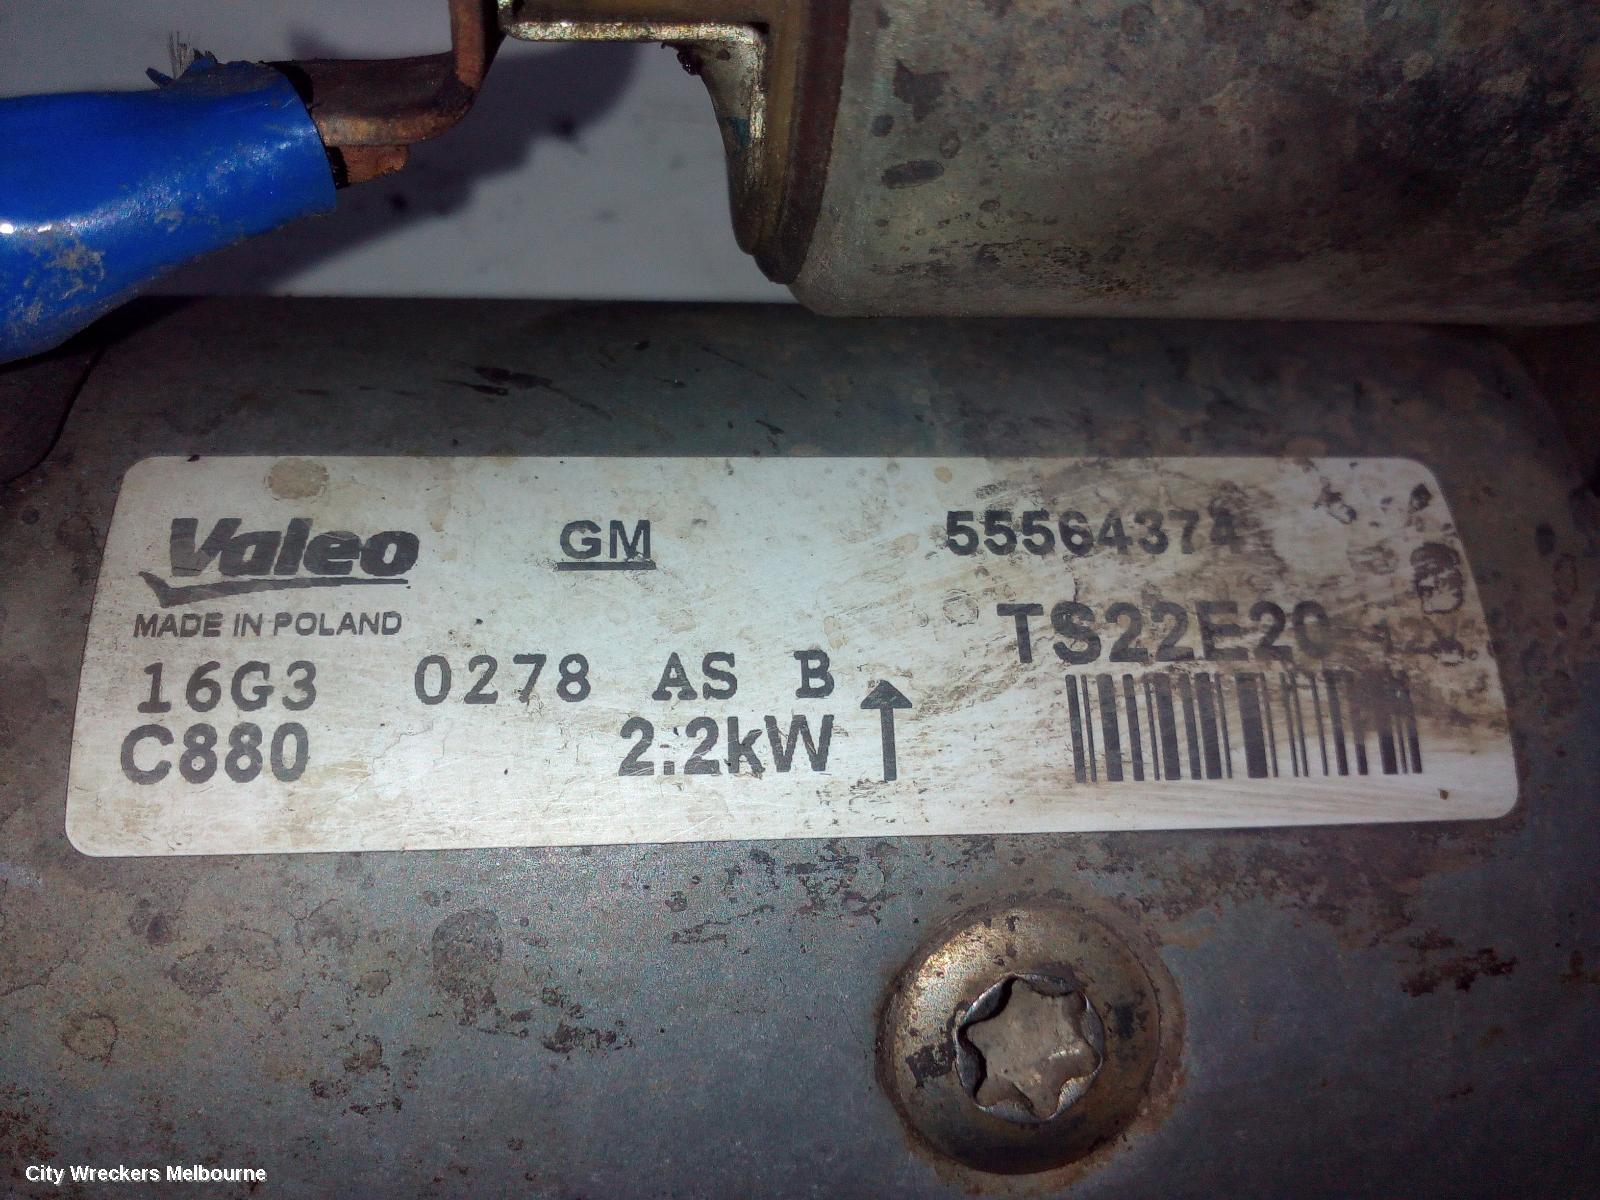 Valeo GM 55564374
MADE IN POLAND TS22E20
16G3 0278 AS B
C880 2.2kW
City Wreckers Melbourne